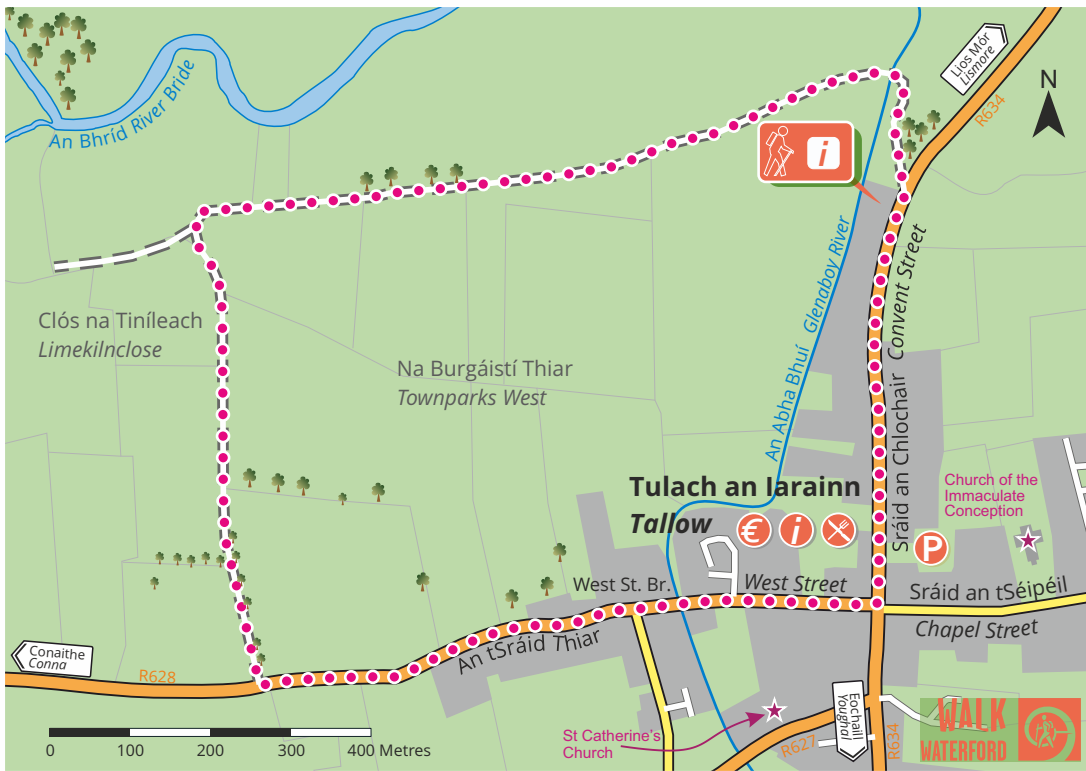 An Bhríd River Bride
Lios Mór
Lismore
R634
N
i
An Abha Bhuí Glenaboy River
Sráid an Chlochair Convent Street
Clós na Tiníleach
Limekilnclose
Na Burgáistí Thiar
Townparks West
Tulach an Iarainn
Tallow
€
i
P
Church of the
Immaculate
Conception
West St. Br.
West Street
Sráid an tSéipéil
Chapel Street
An tSráid Thiar
Conaithe
Conna
R628
Eochaill
Youghal
R627
R634
St Catherine's
Church
0 100 200 300 400 Metres
WALK
WATERFORD